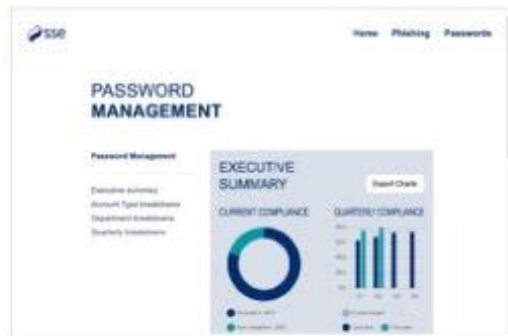 sse
Home Phishing Passwords
PASSWORD
MANAGEMENT
Password Management
Executive summary
Account Type breakdowns
Department breakdowns
Quarterly breakdowns
EXECUTIVE
SUMMARY
Export Charts
CURRENT COMPLIANCE
QUARTERLY COMPLIANCE